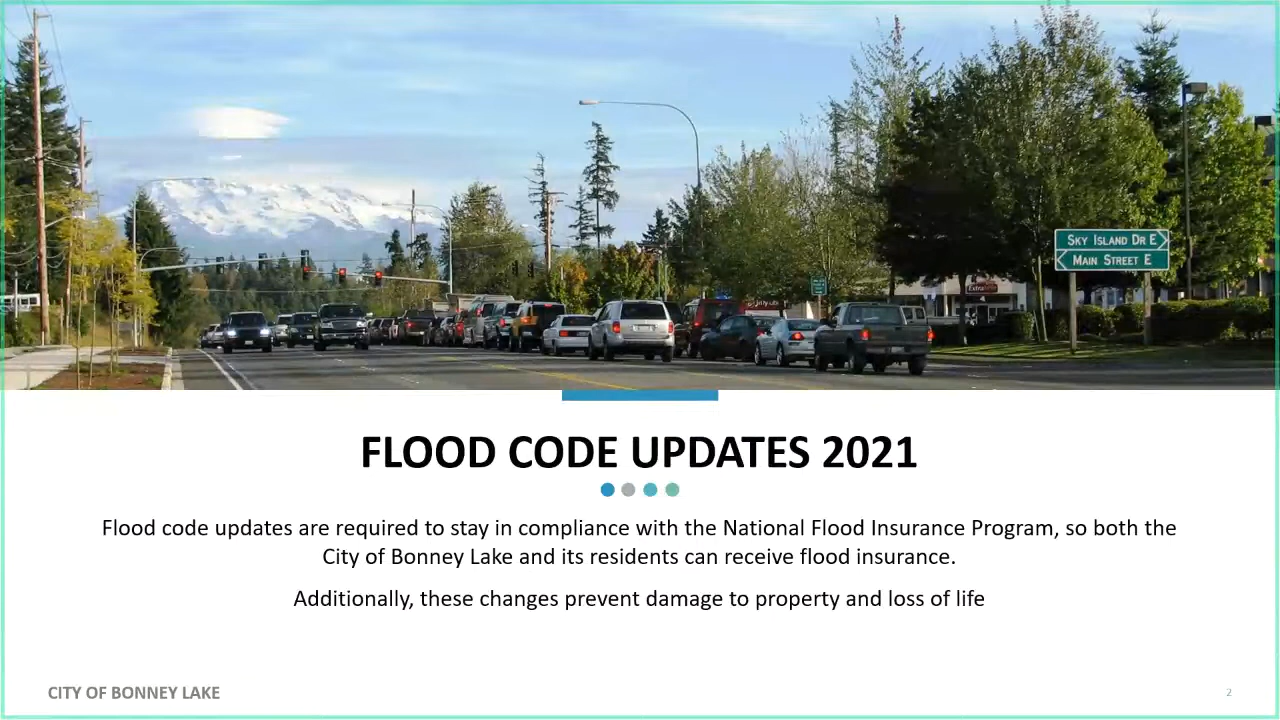 SKY ISLAND DR E
MAIN STREET E
FLOOD CODE UPDATES 2021
Flood code updates are required to stay in compliance with the National Flood Insurance Program, so both the
City of Bonney Lake and its residents can receive flood insurance.
Additionally, these changes prevent damage to property and loss of life
CITY OF BONNEY LAKE
2